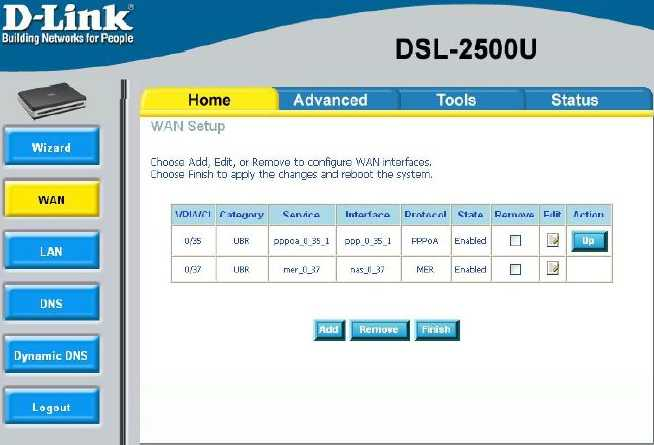 D-Link
Building Networks for People
DSL-2500U
Home Advanced Tools Status
Wizard
WAN
LAN
DNS
Dynamic DNS
Logout
WAN Setup
Choose Add, Edit, or Remove to configure WAN interfaces.
Choose Finish to apply the changes and reboot the system.
VPI/VCI Category Service Interface Protocol State Remove Edit Action
0/35 UBR pppoa_0_35_1 ppp_0_35_1 PPPoA Enabled Up
0/37 UBR mer_0_37 nas_0_37 MER Enabled
Add Remove Finish